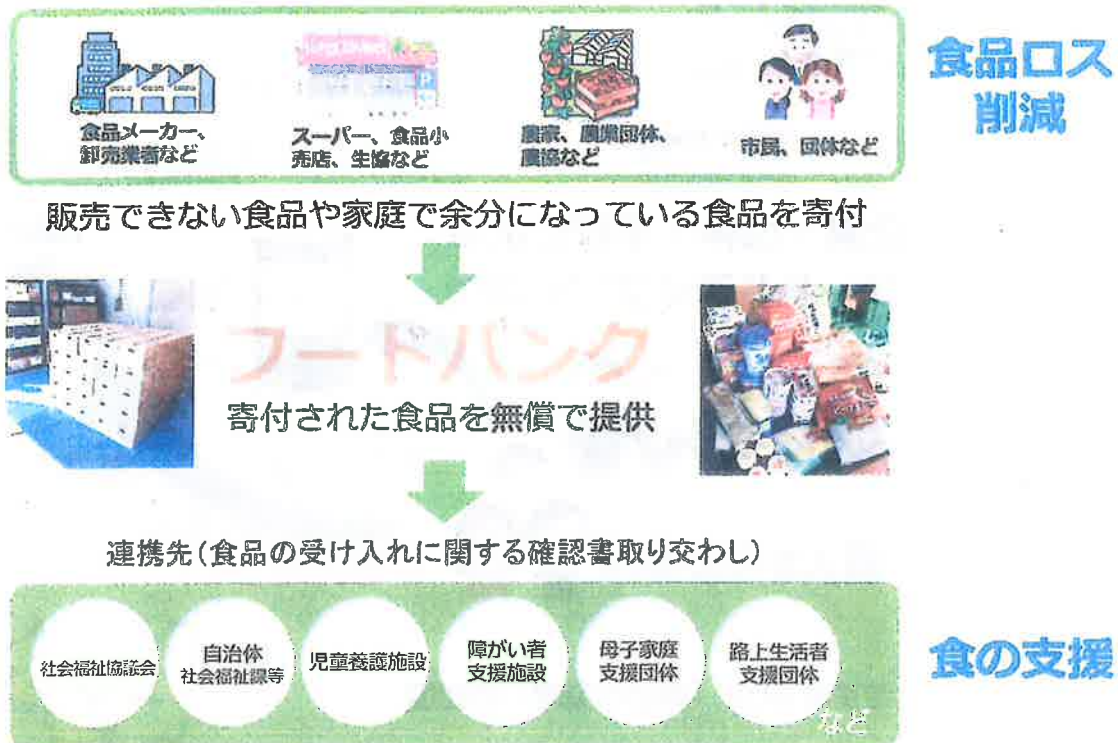 食品ロス
削減
食品メーカー、
卸売業者など
スーパー、食品小
売店、生協など
農家、農業団体、
農協など
市民、団体など
販売できない食品や家庭で余分になっている食品を寄付
フードバンク
寄付された食品を無償で提供
連携先(食品の受け入れに関する確認書取り交わし)
社会福祉協議会
自治体
社会福祉課等
児童養護施設
障がい者
支援施設
母子家庭
支援団体
路上生活者
支援団体
など
食の支援